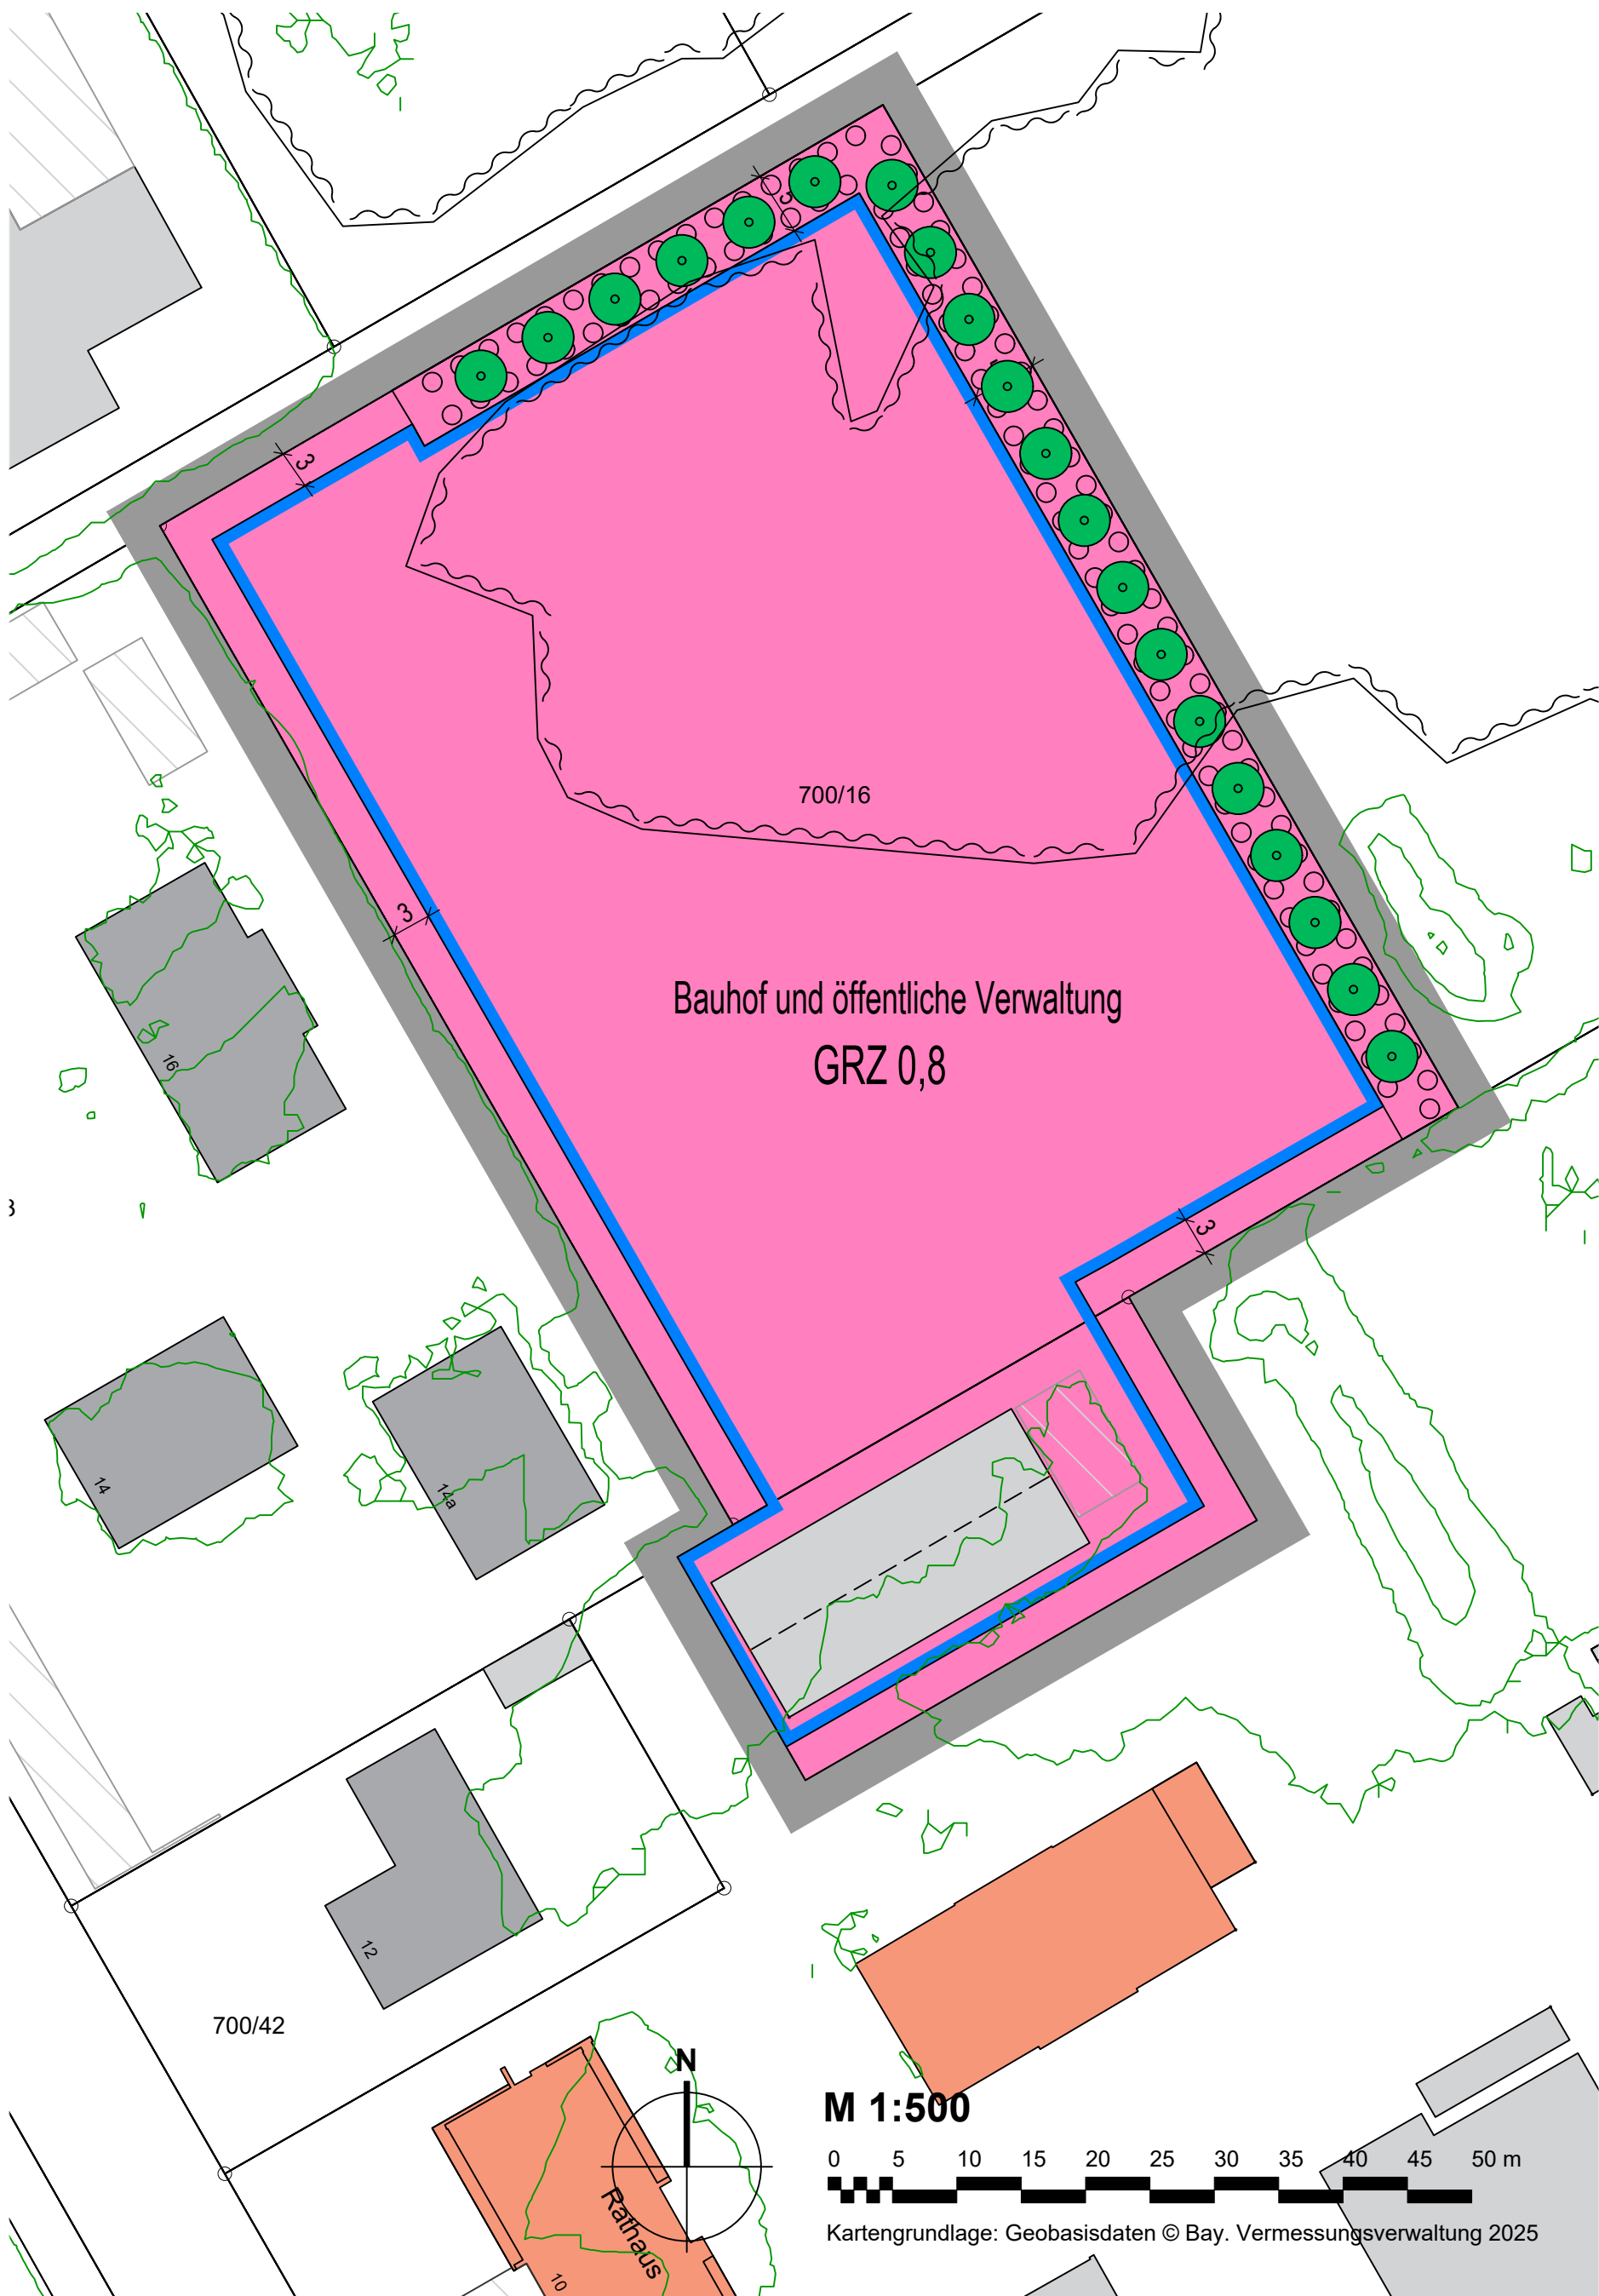 5
3
700/16
3
Bauhof und öffentliche Verwaltung
GRZ 0,8
16
3
3
14
14a
12
700/42
N
M 1:500
0 5 10 15 20 25 30 35 40 45 50 m
Rathaus
Kartengrundlage: Geobasisdaten © Bay. Vermessungsverwaltung 2025
10